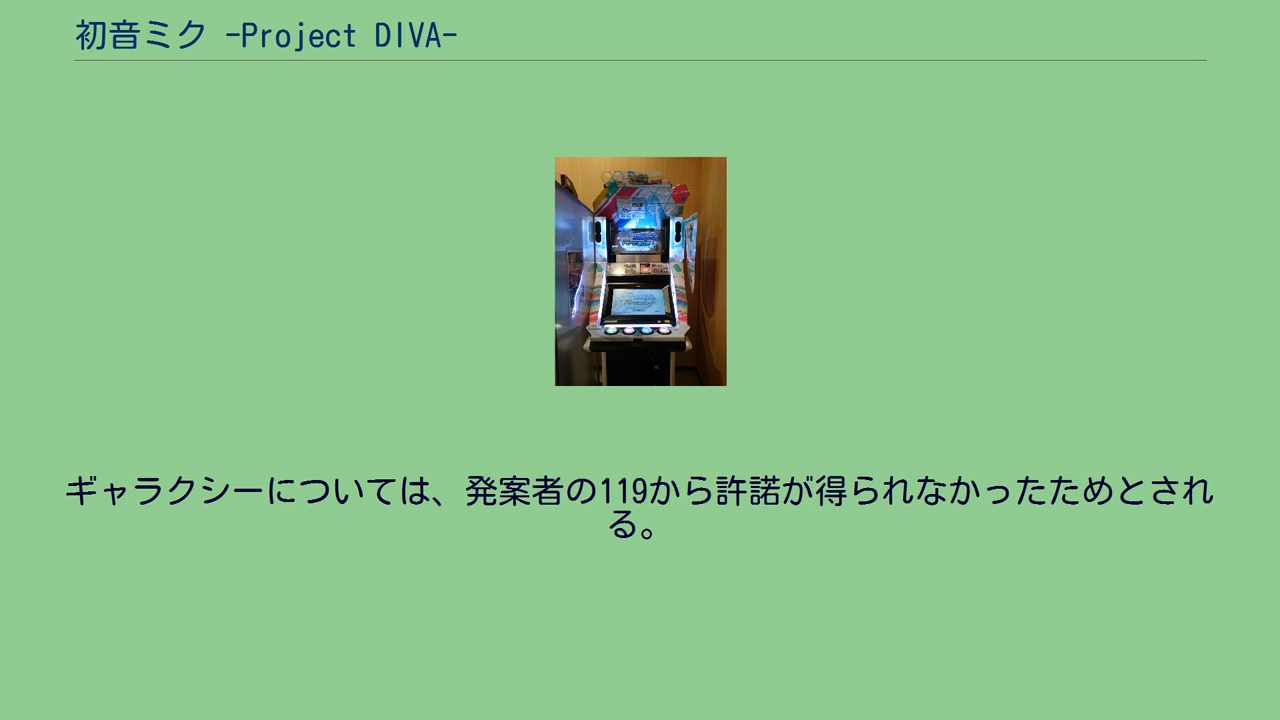 初音ミク -Project DIVA-
ギャラクシーについては、発案者の119から許諾が得られなかったためとされ
る。